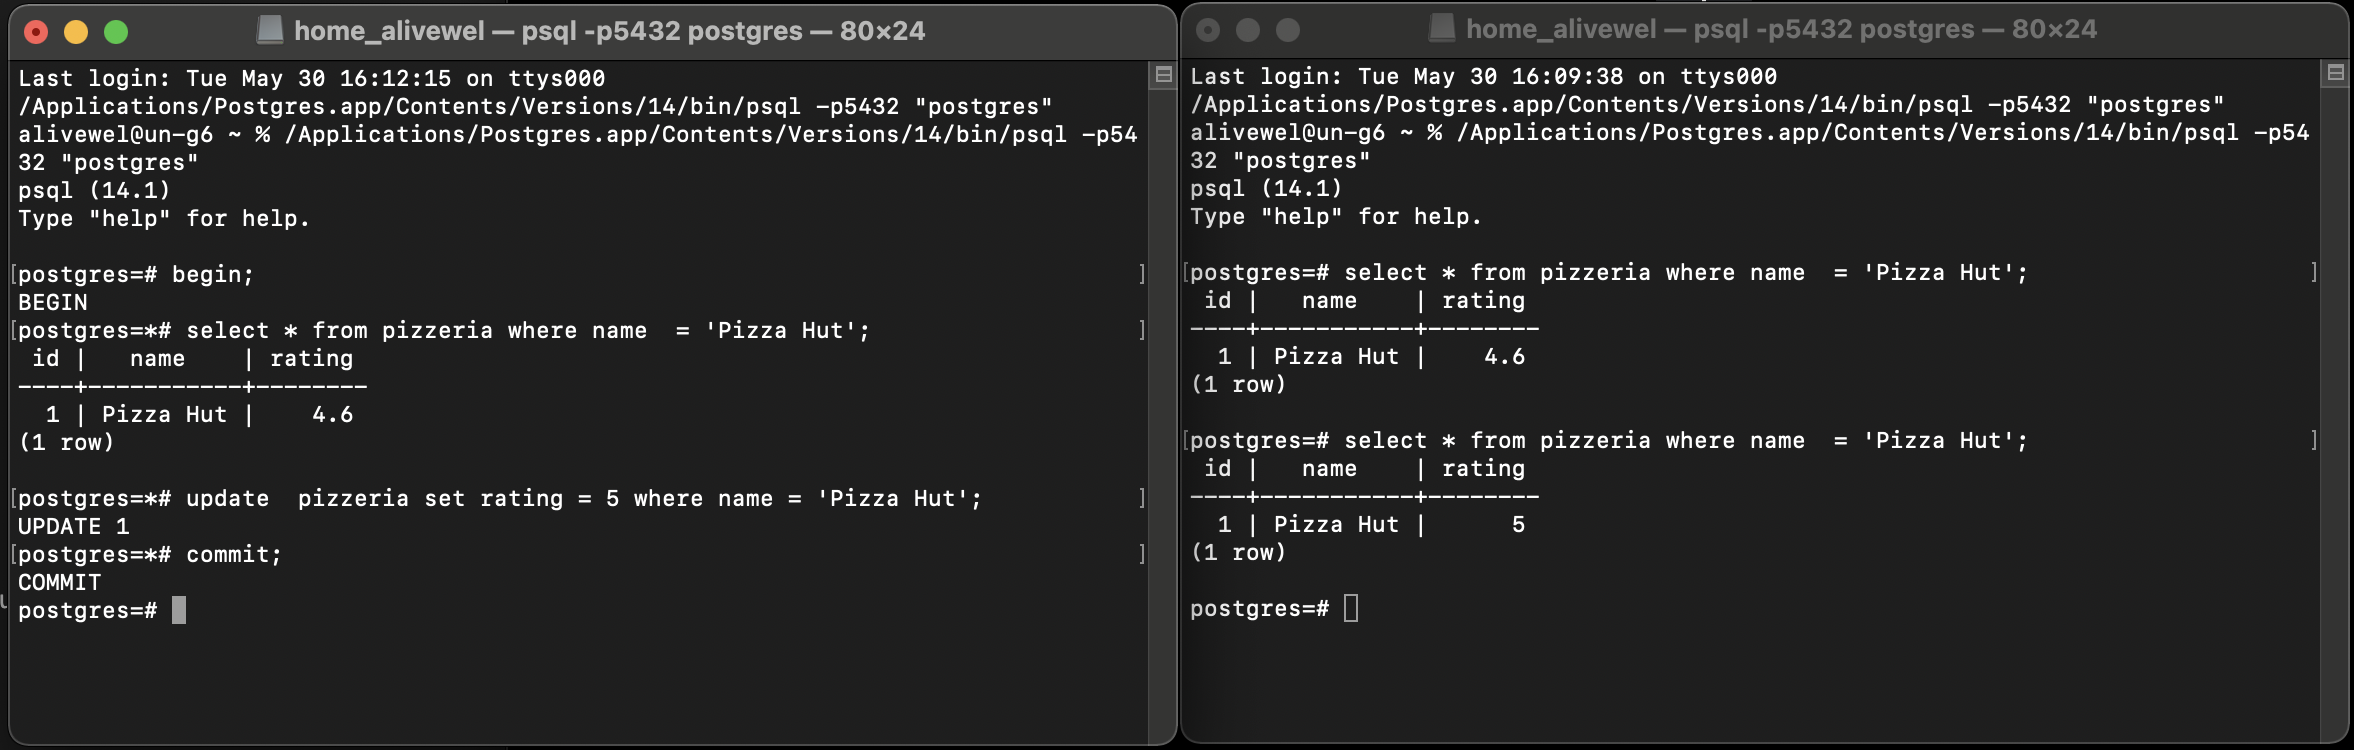 home_alivewel — psql -p5432 postgres — 80×24
Last login: Tue May 30 16:12:15 on ttys000
/Applications/Postgres.app/Contents/Versions/14/bin/psql -p5432 "postgres"
alivewel@un-g6 ~ % /Applications/Postgres.app/Contents/Versions/14/bin/psql -p54
32 "postgres"
psql (14.1)
Type "help" for help.
[postgres=# begin; ]
BEGIN
[postgres=*# select * from pizzeria where name  = 'Pizza Hut'; ]
 id |   name    | rating
----+-----------+--------
  1 | Pizza Hut |    4.6
(1 row)
[postgres=*# update  pizzeria set rating = 5 where name = 'Pizza Hut'; ]
UPDATE 1
[postgres=*# commit; ]
COMMIT
postgres=#
home_alivewel — psql -p5432 postgres — 80×24
Last login: Tue May 30 16:09:38 on ttys000
/Applications/Postgres.app/Contents/Versions/14/bin/psql -p5432 "postgres"
alivewel@un-g6 ~ % /Applications/Postgres.app/Contents/Versions/14/bin/psql -p54
32 "postgres"
psql (14.1)
Type "help" for help.
[postgres=# select * from pizzeria where name  = 'Pizza Hut'; ]
 id |   name    | rating
----+-----------+--------
  1 | Pizza Hut |    4.6
(1 row)
[postgres=# select * from pizzeria where name  = 'Pizza Hut'; ]
 id |   name    | rating
----+-----------+--------
  1 | Pizza Hut |      5
(1 row)
postgres=#